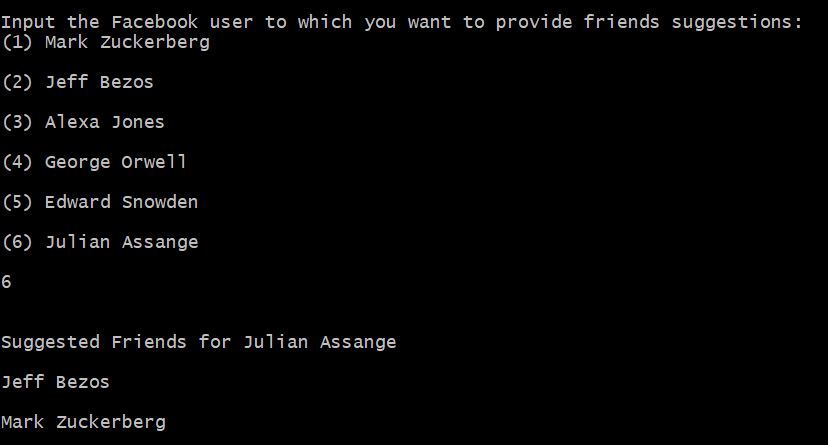 Input the Facebook user to which you want to provide friends suggestions:
(1) Mark Zuckerberg
(2) Jeff Bezos
(3) Alexa Jones
(4) George Orwell
(5) Edward Snowden
(6) Julian Assange
6
Suggested Friends for Julian Assange
Jeff Bezos
Mark Zuckerberg